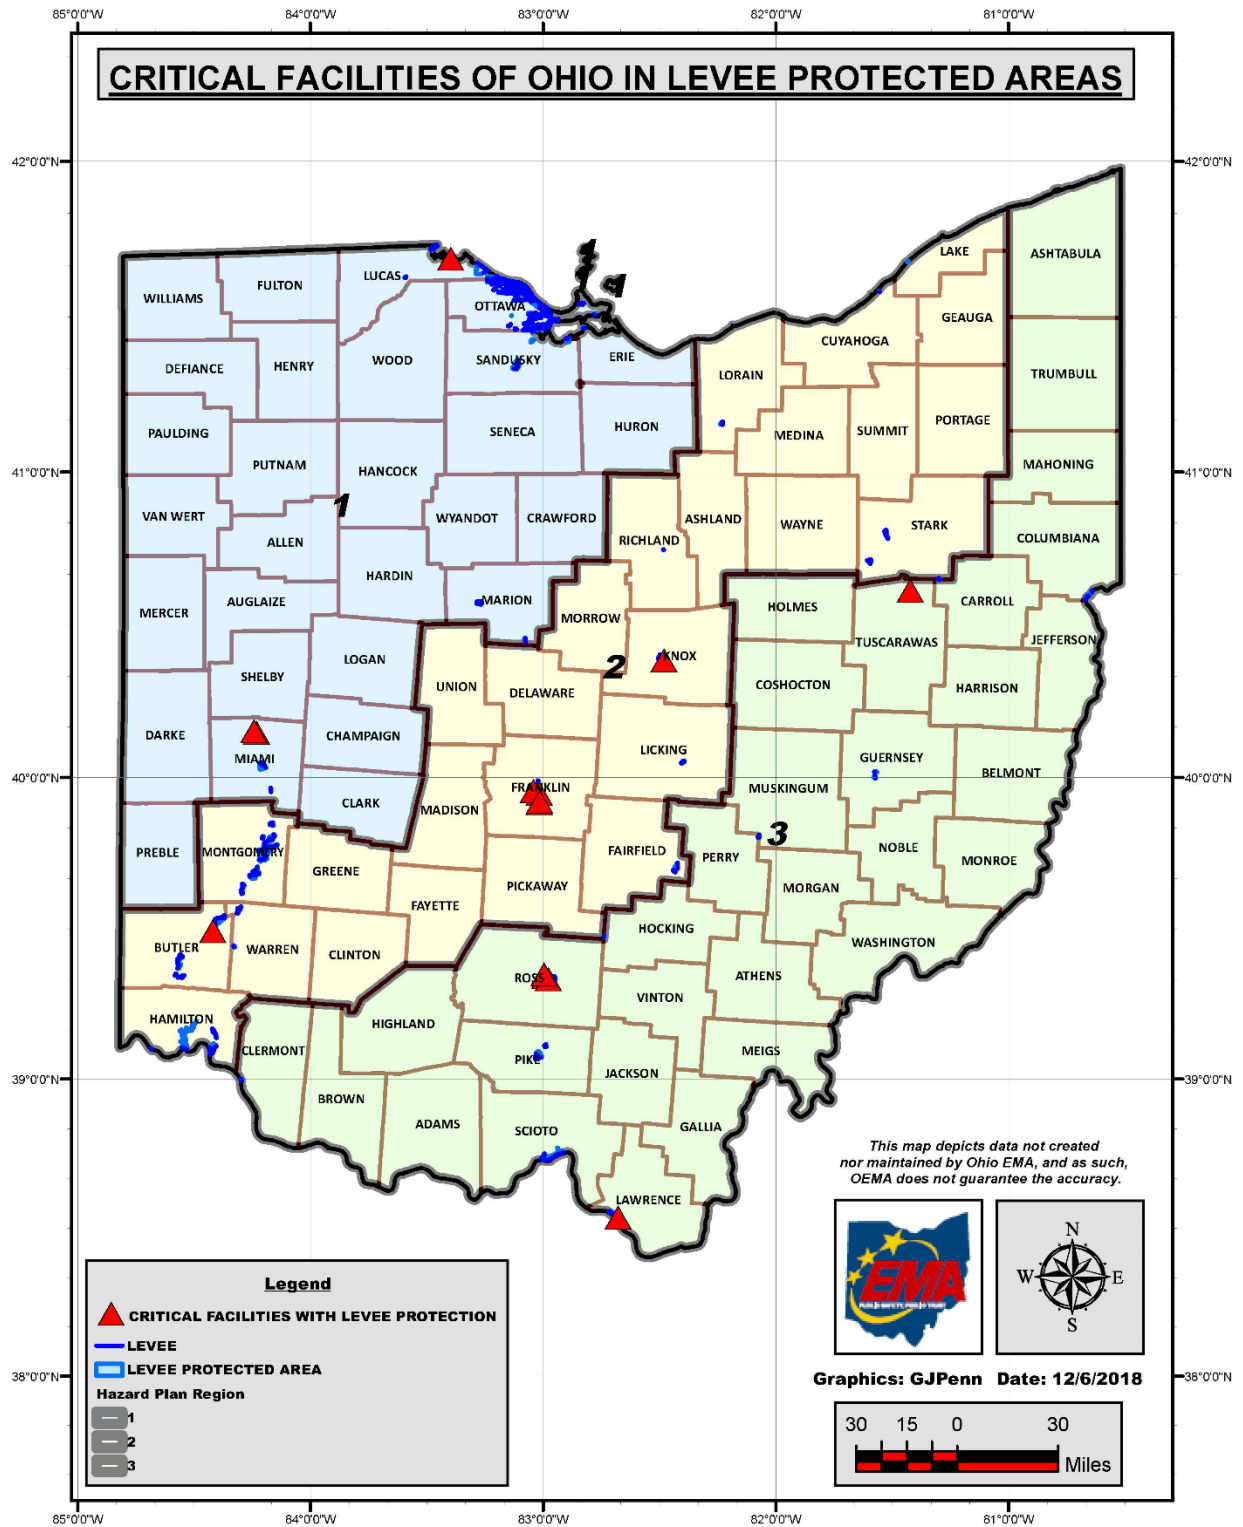 85°0'0"W 84°0'0"W 83°0'0"W 82°0'0"W 81°0'0"W
CRITICAL FACILITIES OF OHIO IN LEVEE PROTECTED AREAS
42°0'0"N 42°0'0"N
1
1
LAKE
ASHTABULA
LUCAS
FULTON
WILLIAMS
OTTAWA
GEAUGA
CUYAHOGA
ERIE
WOOD
SANDUSKY
HENRY
DEFIANCE
LORAIN
TRUMBULL
PORTAGE
HURON
SENECA
PAULDING
MEDINA
SUMMIT
PUTNAM
HANCOCK
MAHONING
41°0'0"N 41°0'0"N
1
VAN WERT
WYANDOT
CRAWFORD
ASHLAND
WAYNE
STARK
ALLEN
RICHLAND
COLUMBIANA
HARDIN
AUGLAIZE
MARION
MERCER
MORROW
HOLMES
CARROLL
TUSCARAWAS
JEFFERSON
LOGAN
KNOX
2
SHELBY
UNION
DELAWARE
COSHOCTON
HARRISON
DARKE
CHAMPAIGN
LICKING
MIAMI
GUERNSEY
BELMONT
40°0'0"N 40°0'0"N
FRANKLIN
MUSKINGUM
CLARK
MADISON
3
PREBLE
MONTGOMERY
FAIRFIELD
PERRY
NOBLE
MONROE
GREENE
PICKAWAY
MORGAN
FAYETTE
HOCKING
WASHINGTON
BUTLER
WARREN
CLINTON
ROSS
ATHENS
VINTON
HAMILTON
HIGHLAND
CLERMONT
PIKE
MEIGS
JACKSON
39°0'0"N 39°0'0"N
BROWN
ADAMS
SCIOTO
GALLIA
LAWRENCE
This map depicts data not created
nor maintained by Ohio EMA, and as such,
OEMA does not guarantee the accuracy.
EMA
PUBLIC SAFETY, PUBLIC TRUST
N
W E
S
Legend
CRITICAL FACILITIES WITH LEVEE PROTECTION
LEVEE
LEVEE PROTECTED AREA
Hazard Plan Region
1
2
3
38°0'0"N 38°0'0"N
Graphics: GJPenn Date: 12/6/2018
30 15 0 30
Miles
85°0'0"W 84°0'0"W 83°0'0"W 82°0'0"W 81°0'0"W